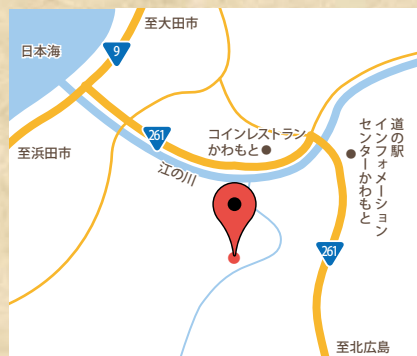 至大田市
日本海
9
261
コインレストラン
かわもと
道の駅
インフォメーション
センターかわもと
至浜田市
江の川
261
至北広島